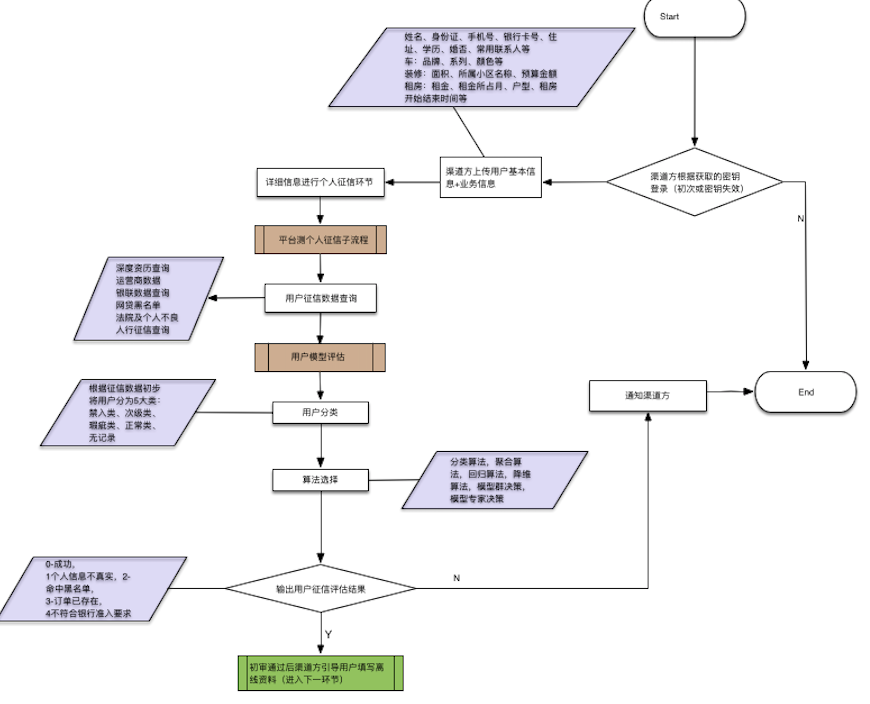 Start
姓名、身份证、手机号、银行卡号、住
址、学历、婚否、常用联系人等
车：品牌、系列、颜色等
装修：面积、所属小区名称、预算金额
租房：租金、租金所占月、户型、租房
开始结束时间等
渠道方根据获取的密钥
登录（初次或密钥失效）
渠道方上传用户基本信
息+业务信息
详细信息进行个人征信环节
N
平台测个人征信子流程
深度资历查询
运营商数据
银联数据查询
网贷黑名单
法院及个人不良
人行征信查询
用户征信数据查询
用户模型评估
根据征信数据初步
将用户分为5大类：
禁入类、次级类、
瑕疵类、正常类、
无记录
用户分类
通知渠道方
End
算法选择
分类算法，聚合算
法，回归算法，降维
算法，模型群决策，
模型专家决策
0-成功，
1个人信息不真实，2-
命中黑名单，
3-订单已存在，
4不符合银行准入要求
输出用户征信评估结果
N
Y
初审通过后渠道方引导用户填写离
线资料（进入下一环节）